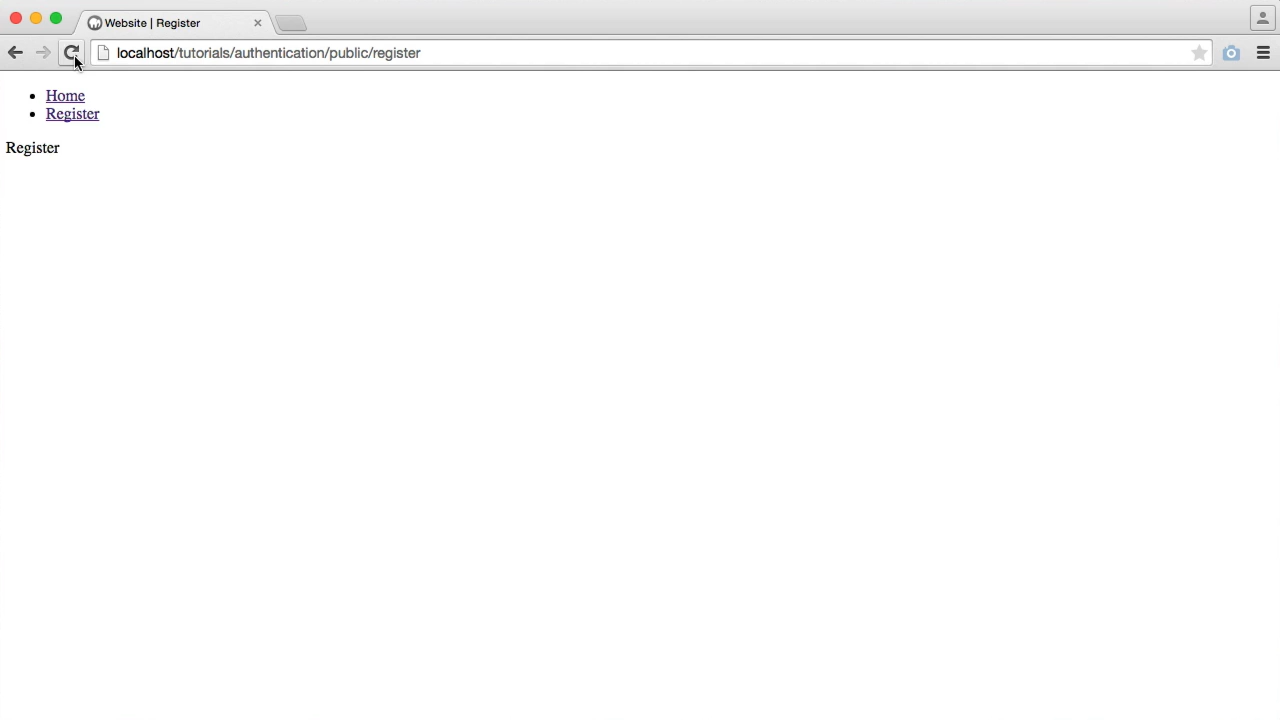 Website | Register
localhost/tutorials/authentication/public/register
Home
Register
Register